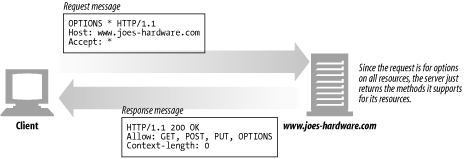 Request message
OPTIONS * HTTP/1.1
Host: www.joes-hardware.com
Accept: *
Since the request is for options
on all resources, the server just
returns the methods it supports
for its resources.
Client
www.joes-hardware.com
Response message
HTTP/1.1 200 OK
Allow: GET, POST, PUT, OPTIONS
Context-length: 0